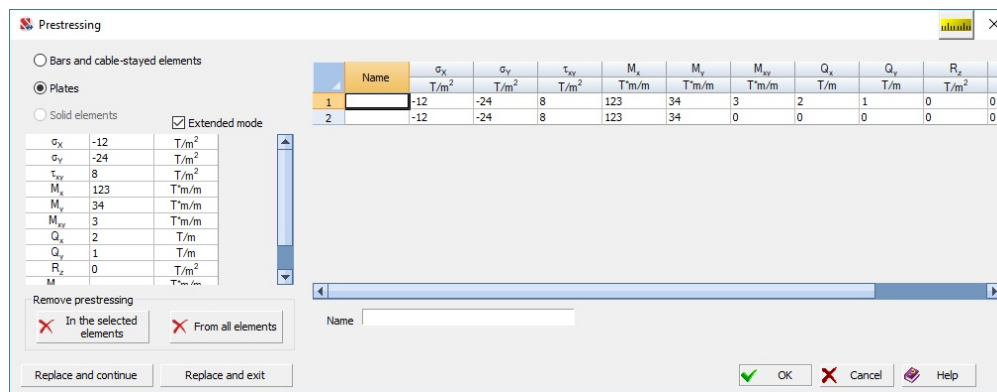 Prestressing
Bars and cable-stayed elements
Plates
Solid elements
Extended mode
σX -12 T/m²
σY -24 T/m²
τxy 8 T/m²
Mx 123 T*m/m
My 34 T*m/m
Mxy 3 T*m/m
Qx 2 T/m
Qy 1 T/m
Rz 0 T/m²
Remove prestressing
In the selected elements
From all elements
Replace and continue
Replace and exit
Name σX σY τxy Mx My Mxy Qx Qy Rz
T/m² T/m² T/m² T*m/m T*m/m T*m/m T/m T/m T/m²
1 -12 -24 8 123 34 3 2 1 0 0
2 -12 -24 8 123 34 0 0 0 0 0
Name
OK
Cancel
Help